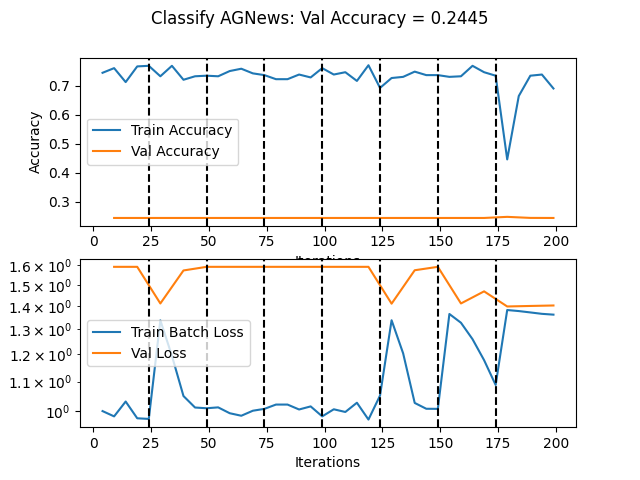 Classify AGNews: Val Accuracy = 0.2445
Accuracy
0.7
0.6
0.5
0.4
0.3
Train Accuracy
Val Accuracy
0 25 50 75 100 125 150 175 200
Iterations
1.6 × 10⁰
1.5 × 10⁰
1.4 × 10⁰
1.3 × 10⁰
1.2 × 10⁰
1.1 × 10⁰
10⁰
Train Batch Loss
Val Loss
0 25 50 75 100 125 150 175 200
Iterations